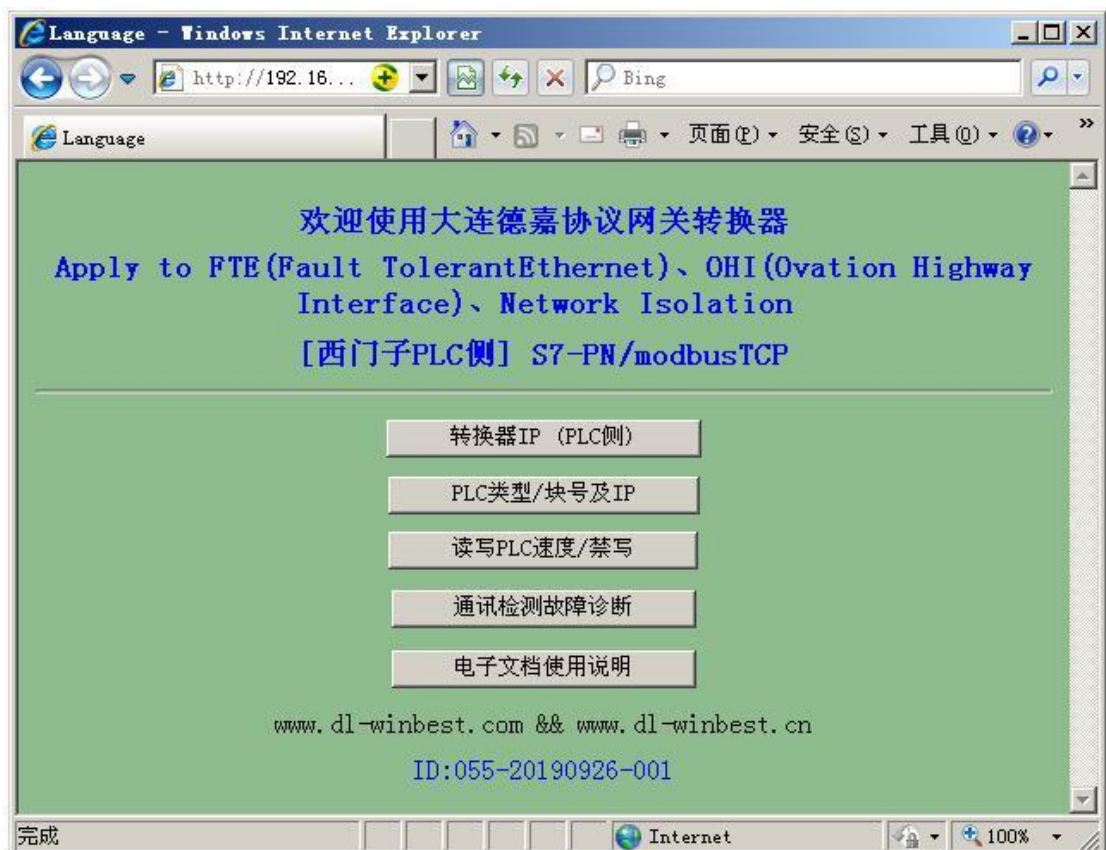 Language - Windows Internet Explorer
http://192.16... Bing
Language 页面(P) 安全(S) 工具(O) »
欢迎使用大连德嘉协议网关转换器
Apply to FTE(Fault TolerantEthernet)、OHI(Ovation Highway
Interface)、Network Isolation
[西门子PLC侧] S7-PN/modbusTCP
转换器IP (PLC侧)
PLC类型/块号及IP
读写PLC速度/禁写
通讯检测故障诊断
电子文档使用说明
www.dl-winbest.com && www.dl-winbest.cn
ID:055-20190926-001
完成 Internet 100%